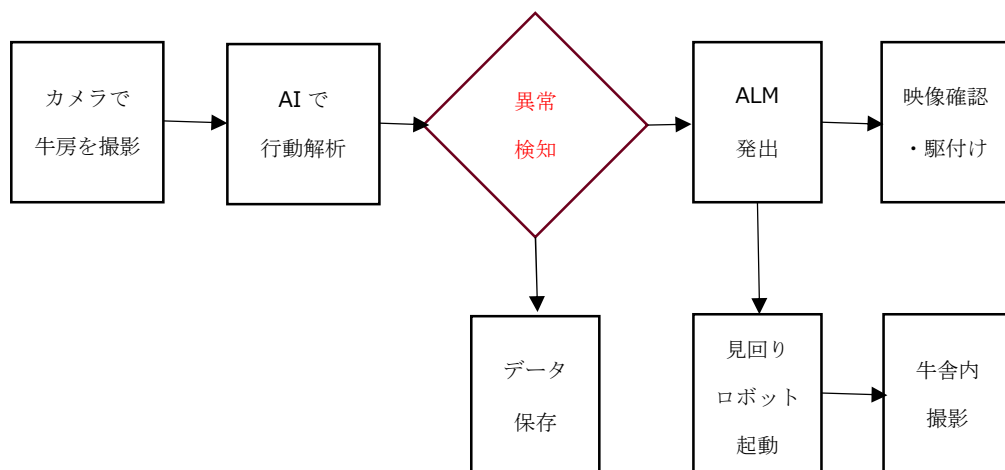 カメラで
牛房を撮影
AI で
行動解析
異常
検知
ALM
発出
映像確認
・駆付け
データ
保存
見回り
ロボット
起動
牛舎内
撮影